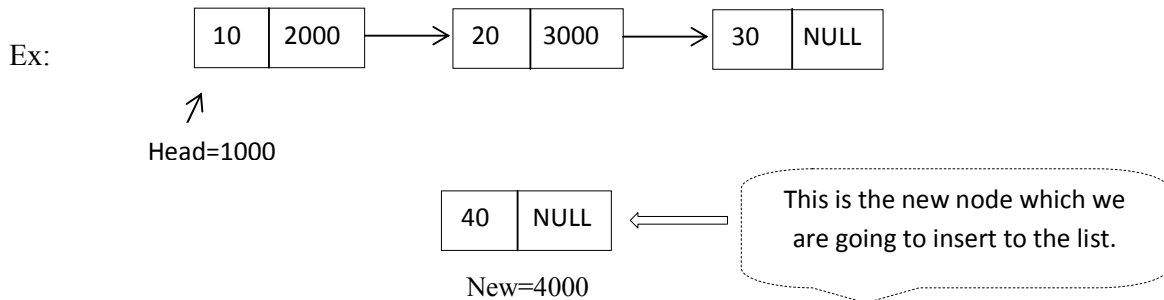 10 2000 20 3000 30 NULL
Ex:
Head=1000
40 NULL
This is the new node which we
are going to insert to the list.
New=4000